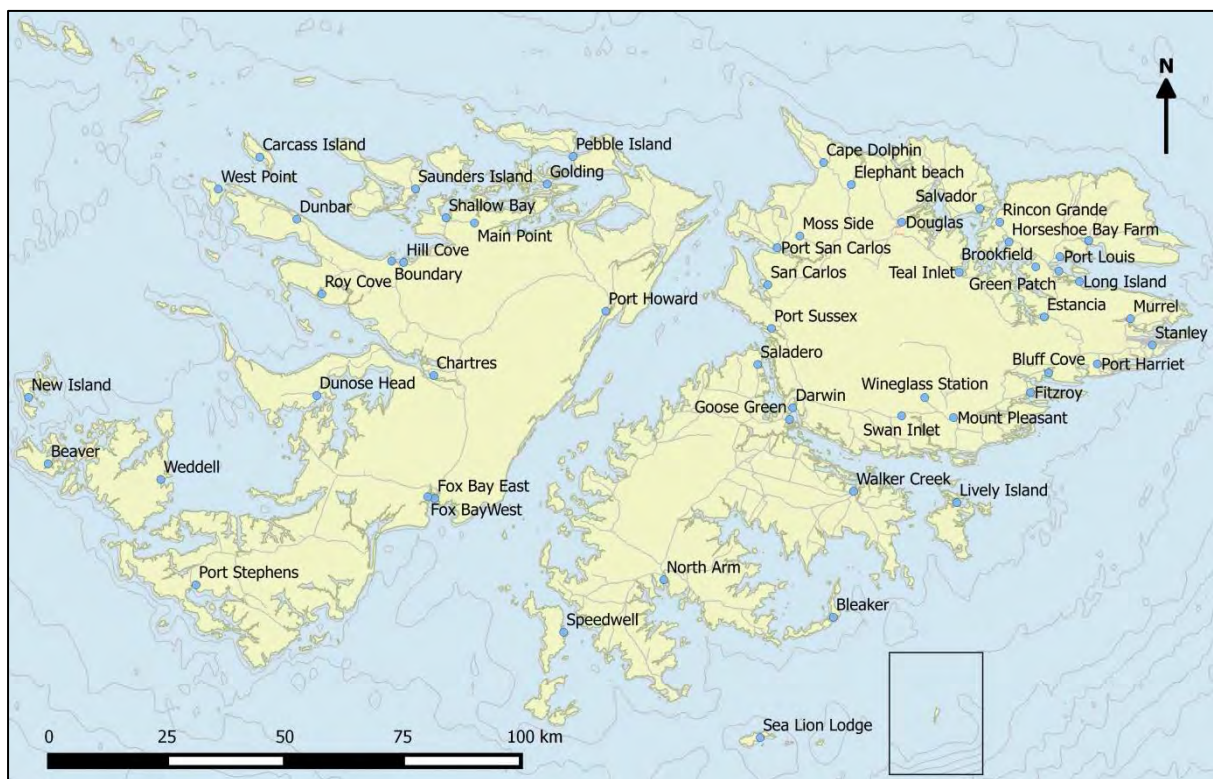 N
Carcass Island
Pebble Island
Cape Dolphin
West Point
Saunders Island
Golding
Elephant beach
Dunbar
Shallow Bay
Salvador
Rincon Grande
Main Point
Moss Side
Douglas
Horseshoe Bay Farm
Hill Cove
Port San Carlos
Brookfield
Port Louis
Boundary
San Carlos
Teal Inlet
Green Patch
Long Island
Roy Cove
Port Howard
Port Sussex
Estancia
Murrel
Stanley
Chartres
Saladero
Bluff Cove
Port Harriet
New Island
Dunose Head
Wineglass Station
Fitzroy
Goose Green
Darwin
Swan Inlet
Mount Pleasant
Beaver
Weddell
Fox Bay East
Fox BayWest
Walker Creek
Lively Island
Port Stephens
North Arm
Bleaker
Speedwell
Sea Lion Lodge
0 25 50 75 100 km